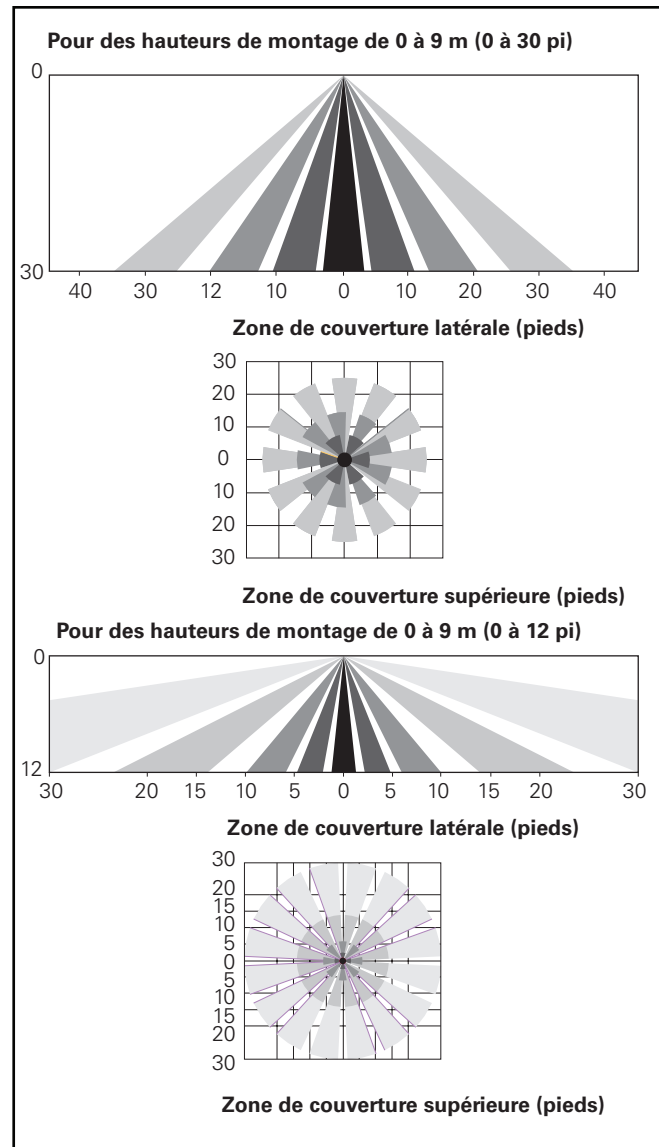 Pour des hauteurs de montage de 0 à 9 m (0 à 30 pi)
0
30
40 30 12 10 0 10 20 30 40
Zone de couverture latérale (pieds)
30
20
10
0
10
20
30
Zone de couverture supérieure (pieds)
Pour des hauteurs de montage de 0 à 9 m (0 à 12 pi)
0
12
30 20 15 10 5 0 5 10 15 20 30
Zone de couverture latérale (pieds)
30
20
15
10
5
0
5
10
15
20
30
Zone de couverture supérieure (pieds)